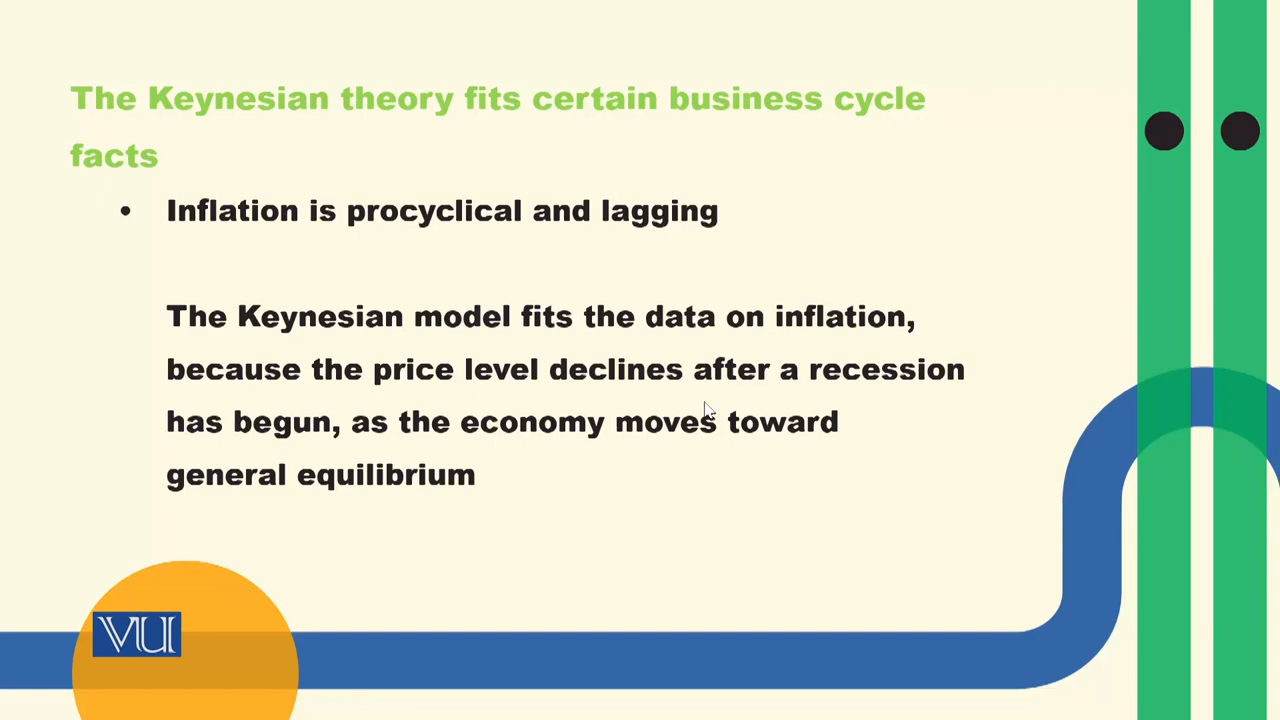 The Keynesian theory fits certain business cycle
facts
• Inflation is procyclical and lagging
The Keynesian model fits the data on inflation,
because the price level declines after a recession
has begun, as the economy moves toward
general equilibrium
VU